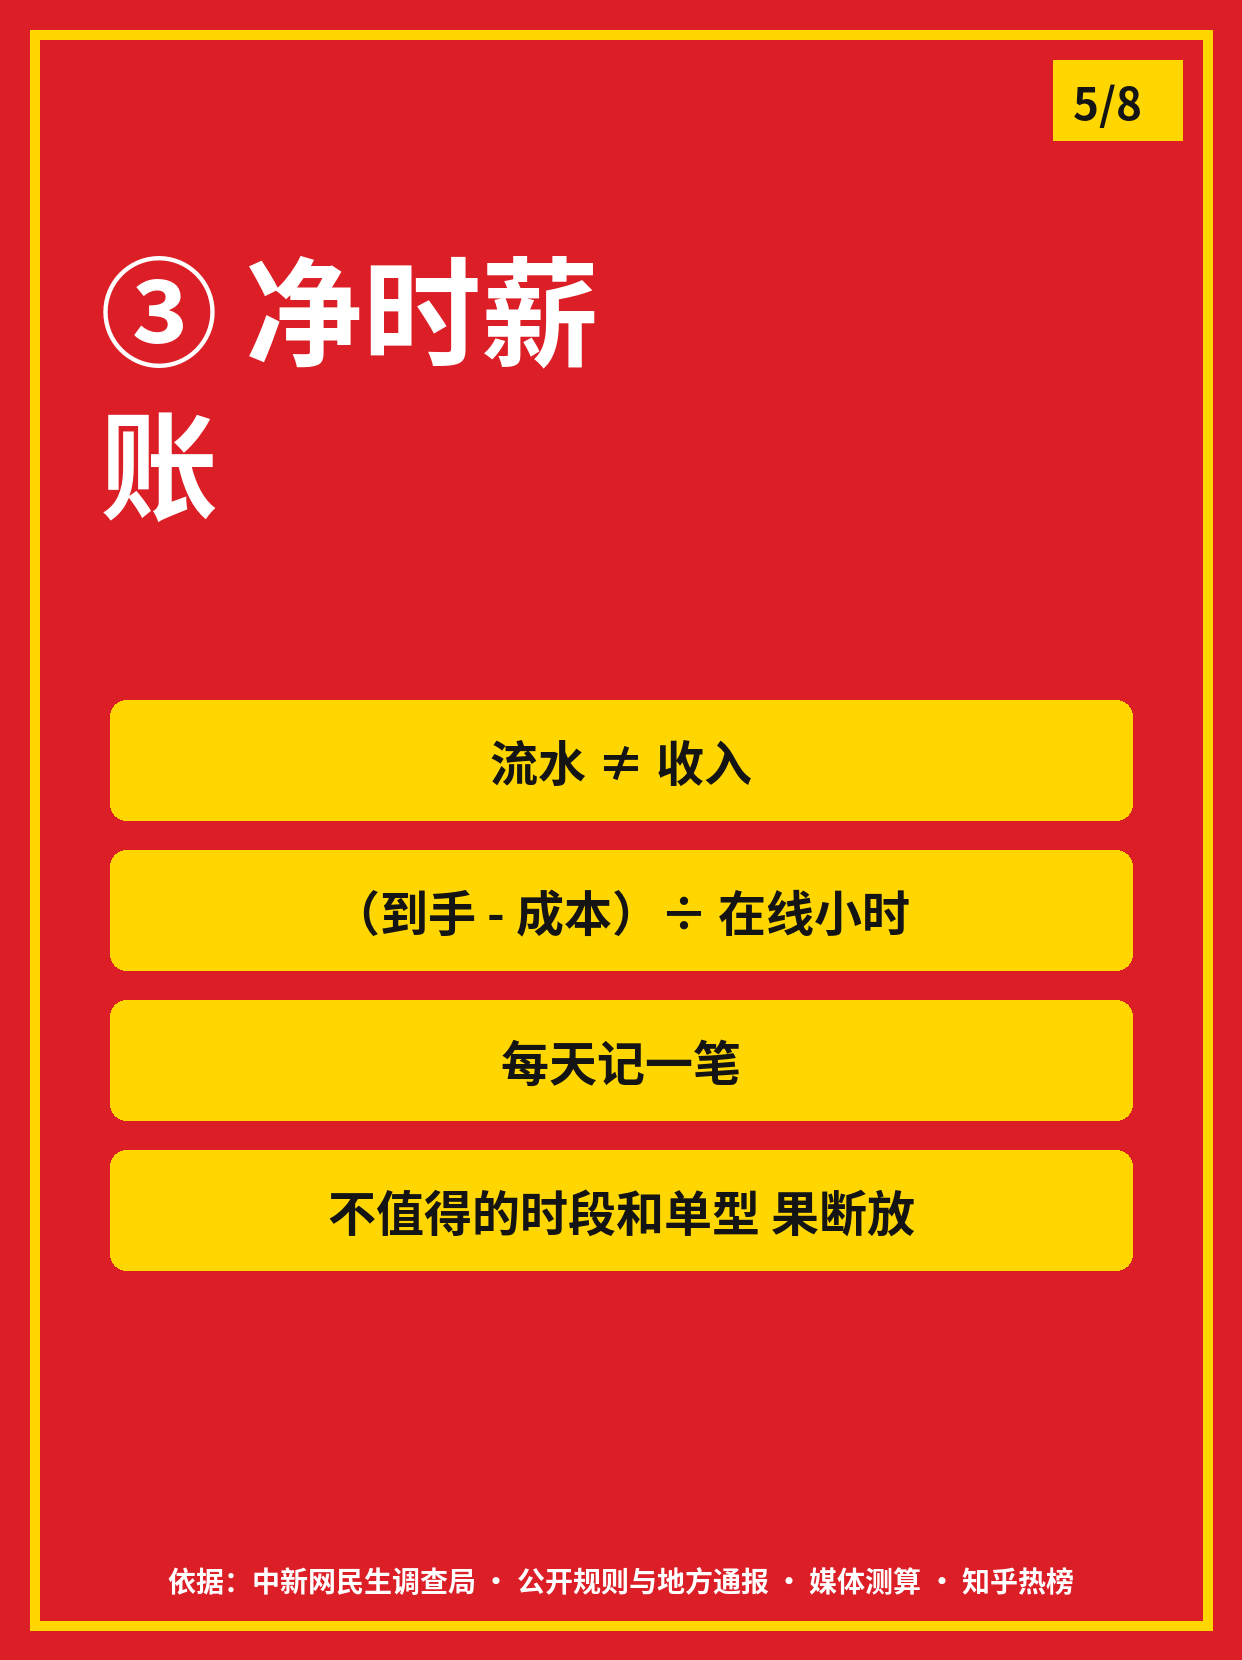 5/8
③ 净时薪
账
流水 ≠ 收入
（到手 - 成本）÷ 在线小时
每天记一笔
不值得的时段和单型 果断放
依据：中新网民生调查局 · 公开规则与地方通报 · 媒体测算 · 知乎热榜